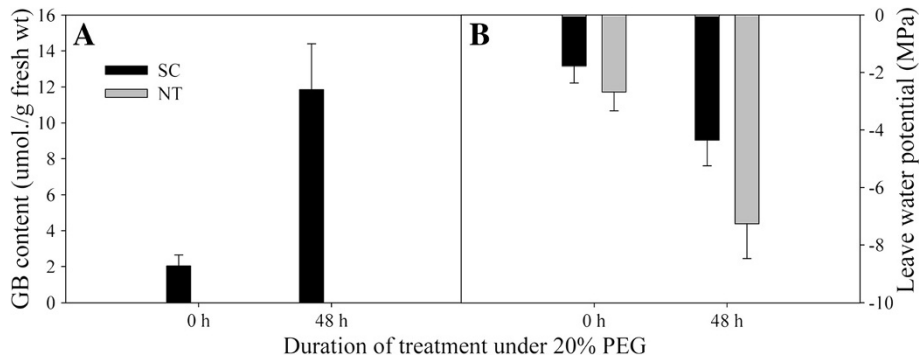 A
B
SC
NT
GB content (umol./g fresh wt)
16
14
12
10
8
6
4
2
0
0 h
48 h
0 h
48 h
0
-2
-4
-6
-8
-10
Leave water potential (MPa)
Duration of treatment under 20% PEG